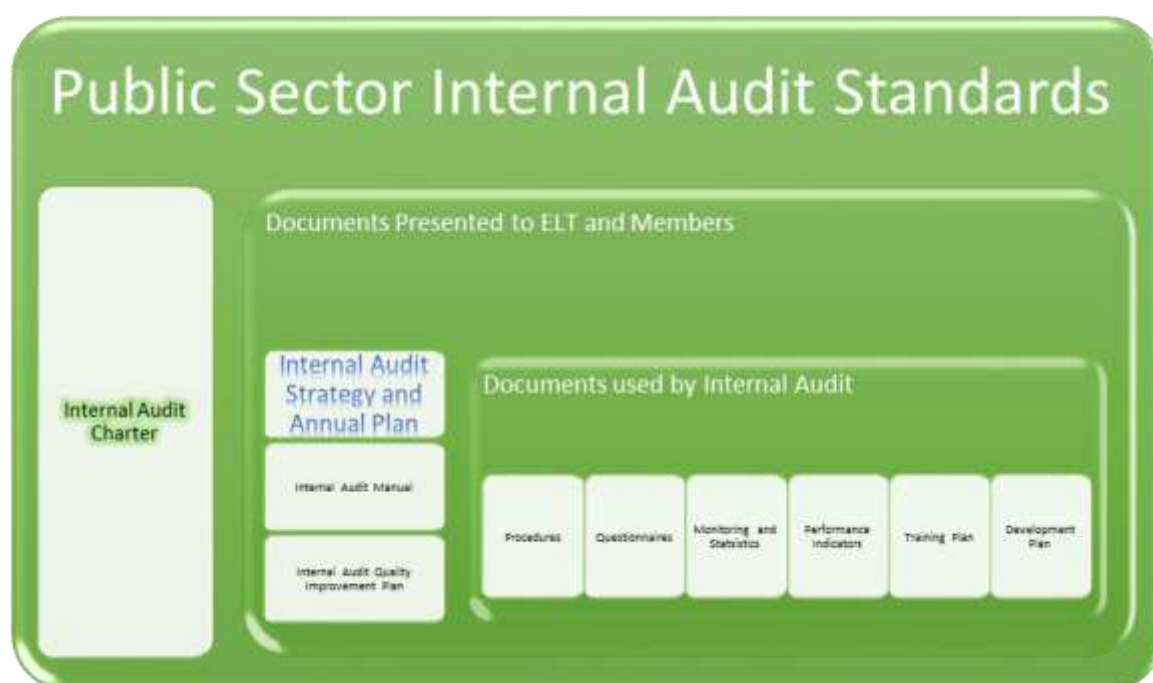 Public Sector Internal Audit Standards
Documents Presented to ELT and Members
Internal Audit
Charter
Internal Audit
Strategy and
Annual Plan
Internal Audit Manual
Internal Audit Quality
Improvement Plan
Documents used by Internal Audit
Procedures
Questionnaires
Monitoring and
Statistics
Performance
Indicators
Training Plan
Development
Plan